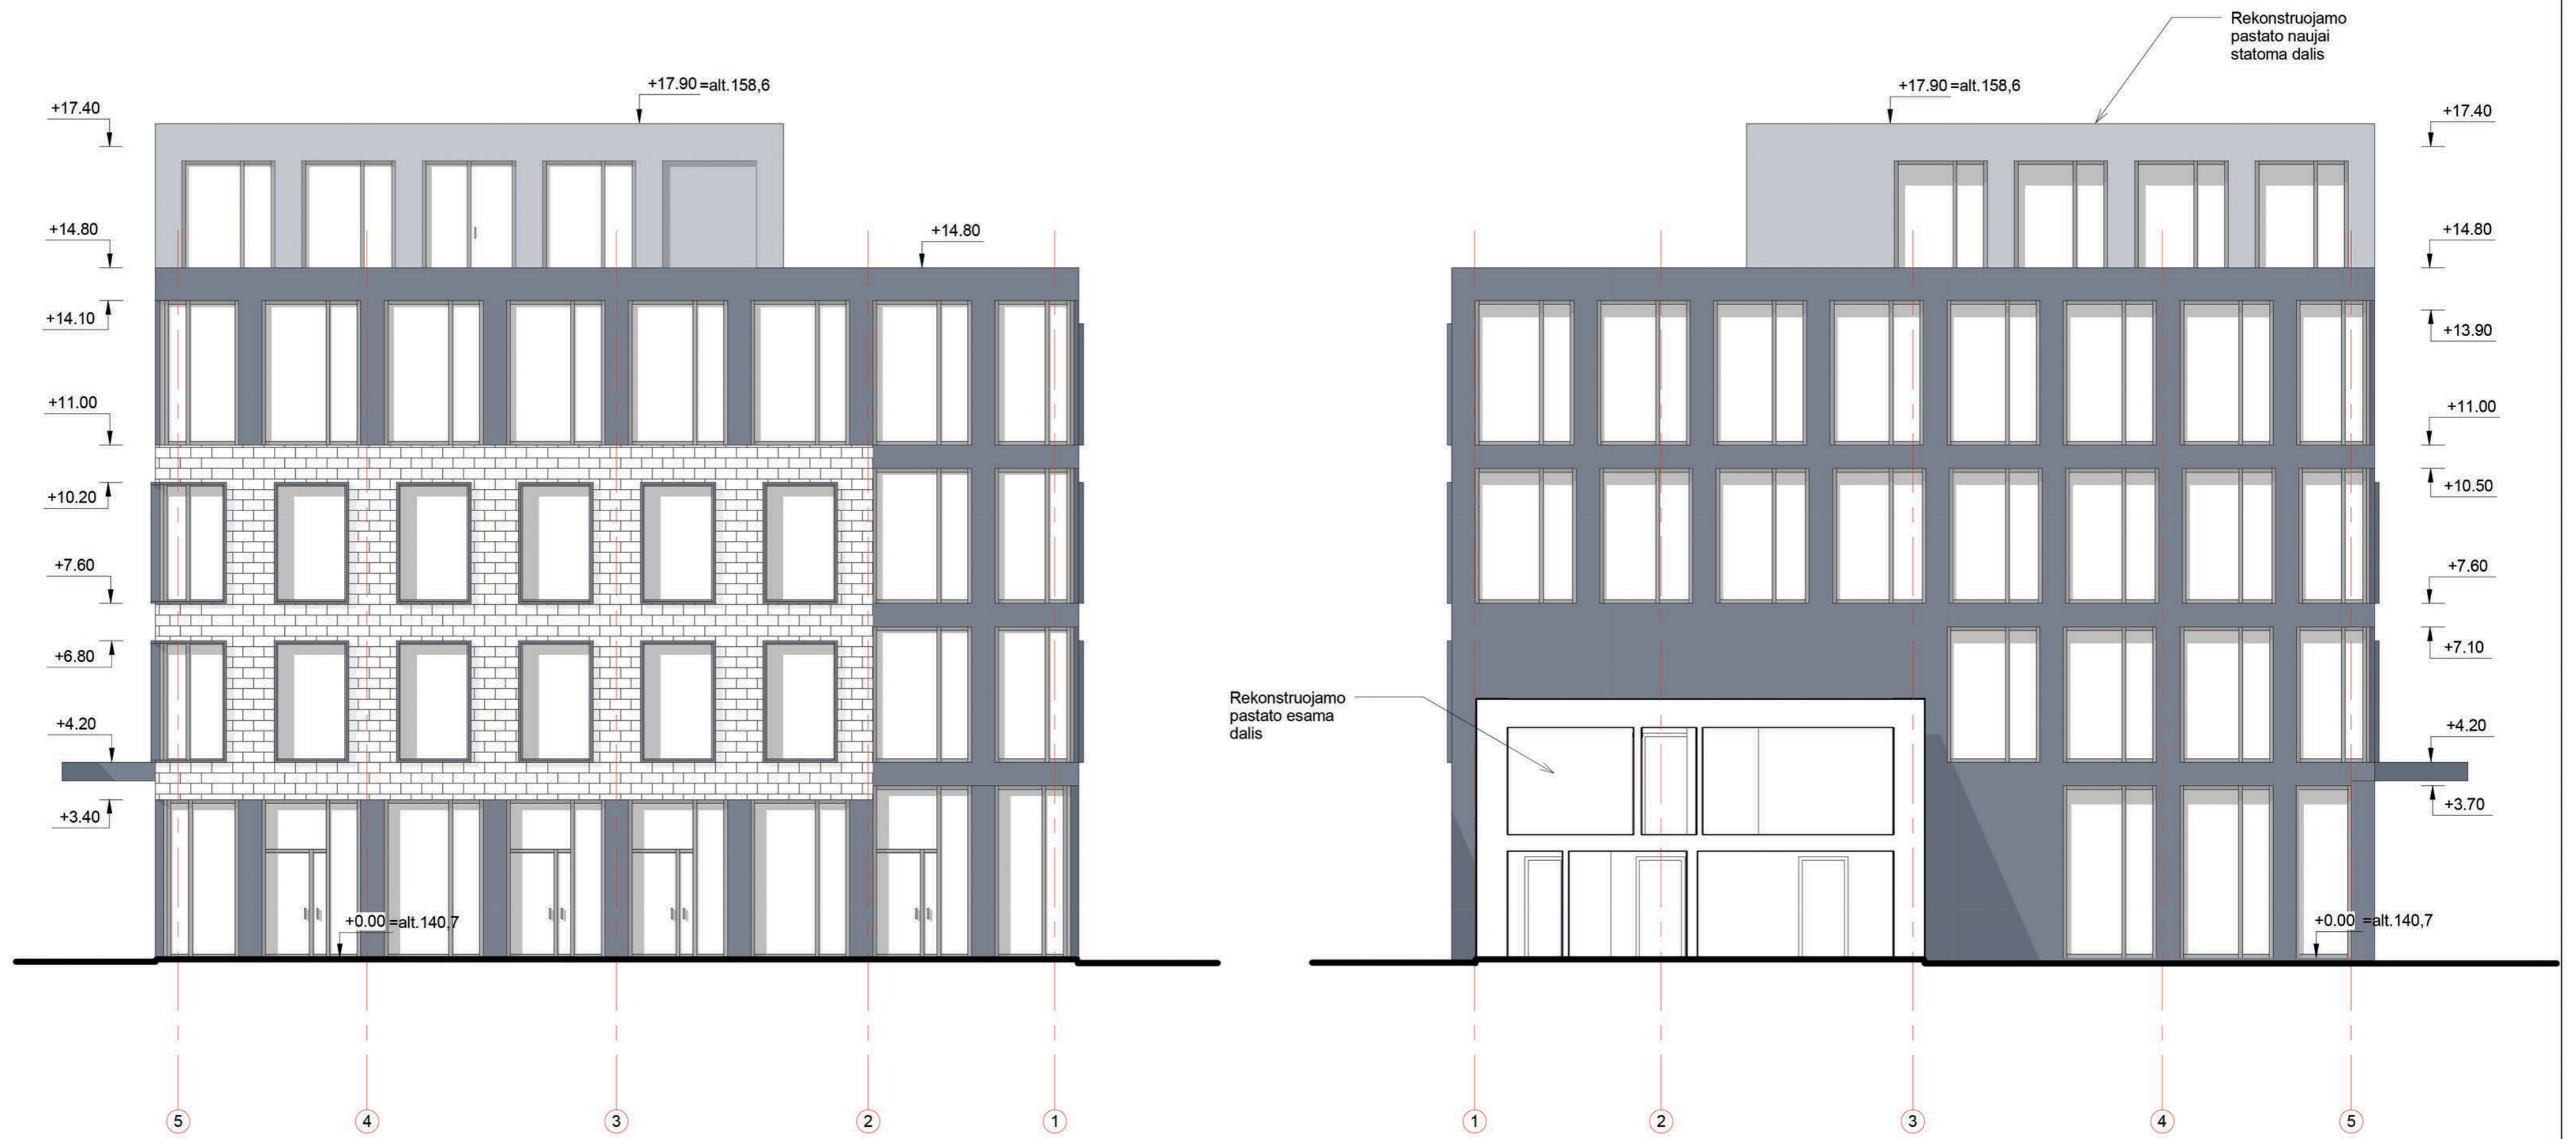 +17.90 =alt.158,6
+17.40
+14.80
+14.80
+14.10
+11.00
+10.20
+7.60
+6.80
+4.20
+3.40
+0.00 =alt.140,7
5
4
3
2
1
Rekonstruojamo
pastato naujai
statoma dalis
+17.90 =alt.158,6
+17.40
+14.80
+13.90
+11.00
+10.50
+7.60
+7.10
Rekonstruojamo
pastato esama
dalis
+4.20
+3.70
+0.00 =alt.140,7
1
2
3
4
5